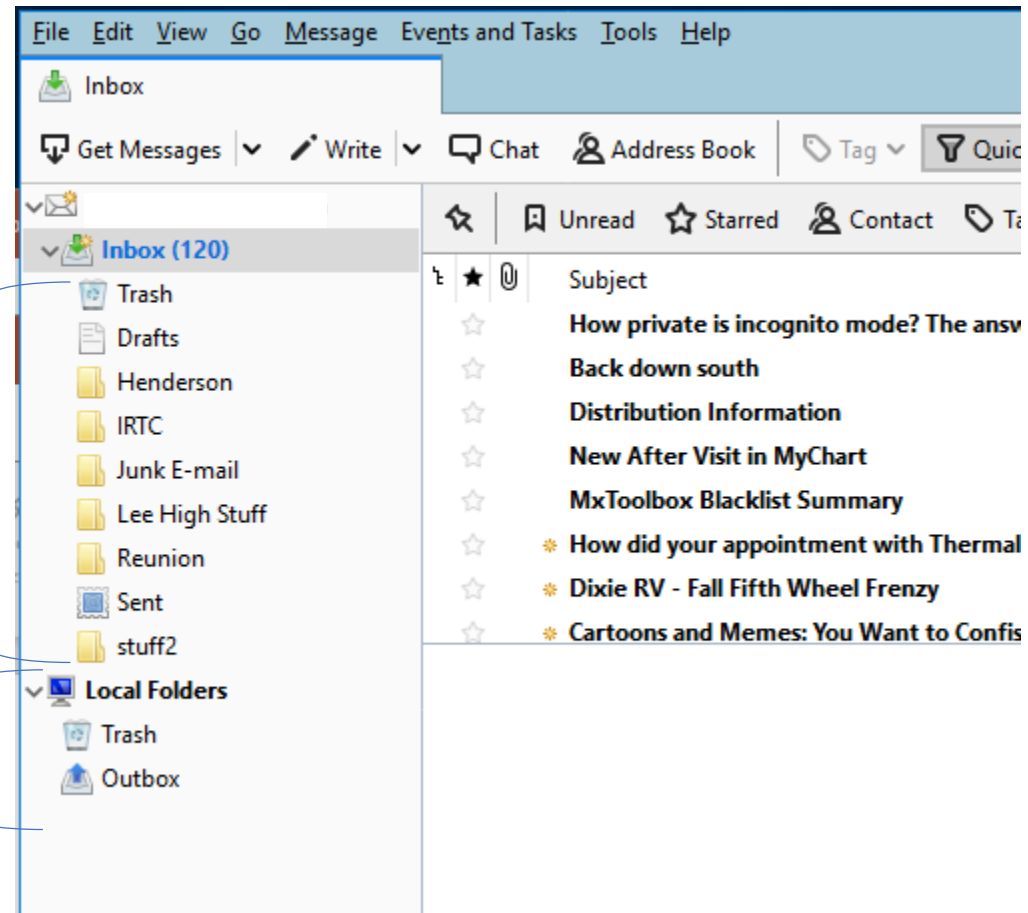 File Edit View Go Message Events and Tasks Tools Help
Inbox
Get Messages Write Chat Address Book Tag
Unread Starred Contact
Inbox (120)
Trash
Drafts
Henderson
IRTC
Junk E-mail
Lee High Stuff
Reunion
Sent
stuff2
Local Folders
Trash
Outbox
Subject
How private is incognito mode? The
Back down south
Distribution Information
New After Visit in MyChart
MxToolbox Blacklist Summary
How did your appointment with Thermal
Dixie RV - Fall Fifth Wheel Frenzy
Cartoons and Memes: You Want to